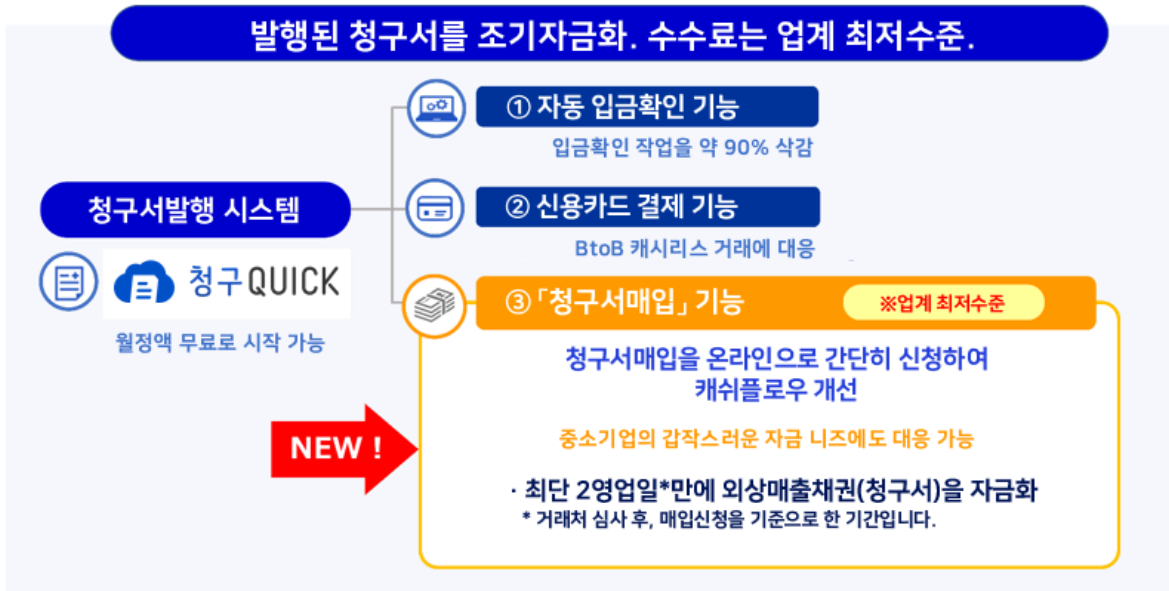 발행된 청구서를 조기자금화. 수수료는 업계 최저수준.
① 자동 입금확인 기능
입금확인 작업을 약 90% 삭감
청구서발행 시스템
② 신용카드 결제 기능
BtoB 캐시리스 거래에 대응
청구QUICK
월정액 무료로 시작 가능
③ 「청구서매입」 기능
※업계 최저수준
청구서매입을 온라인으로 간단히 신청하여
캐쉬플로우 개선
NEW !
중소기업의 갑작스러운 자금 니즈에도 대응 가능
· 최단 2영업일*만에 외상매출채권(청구서)을 자금화
* 거래처 심사 후, 매입신청을 기준으로 한 기간입니다.